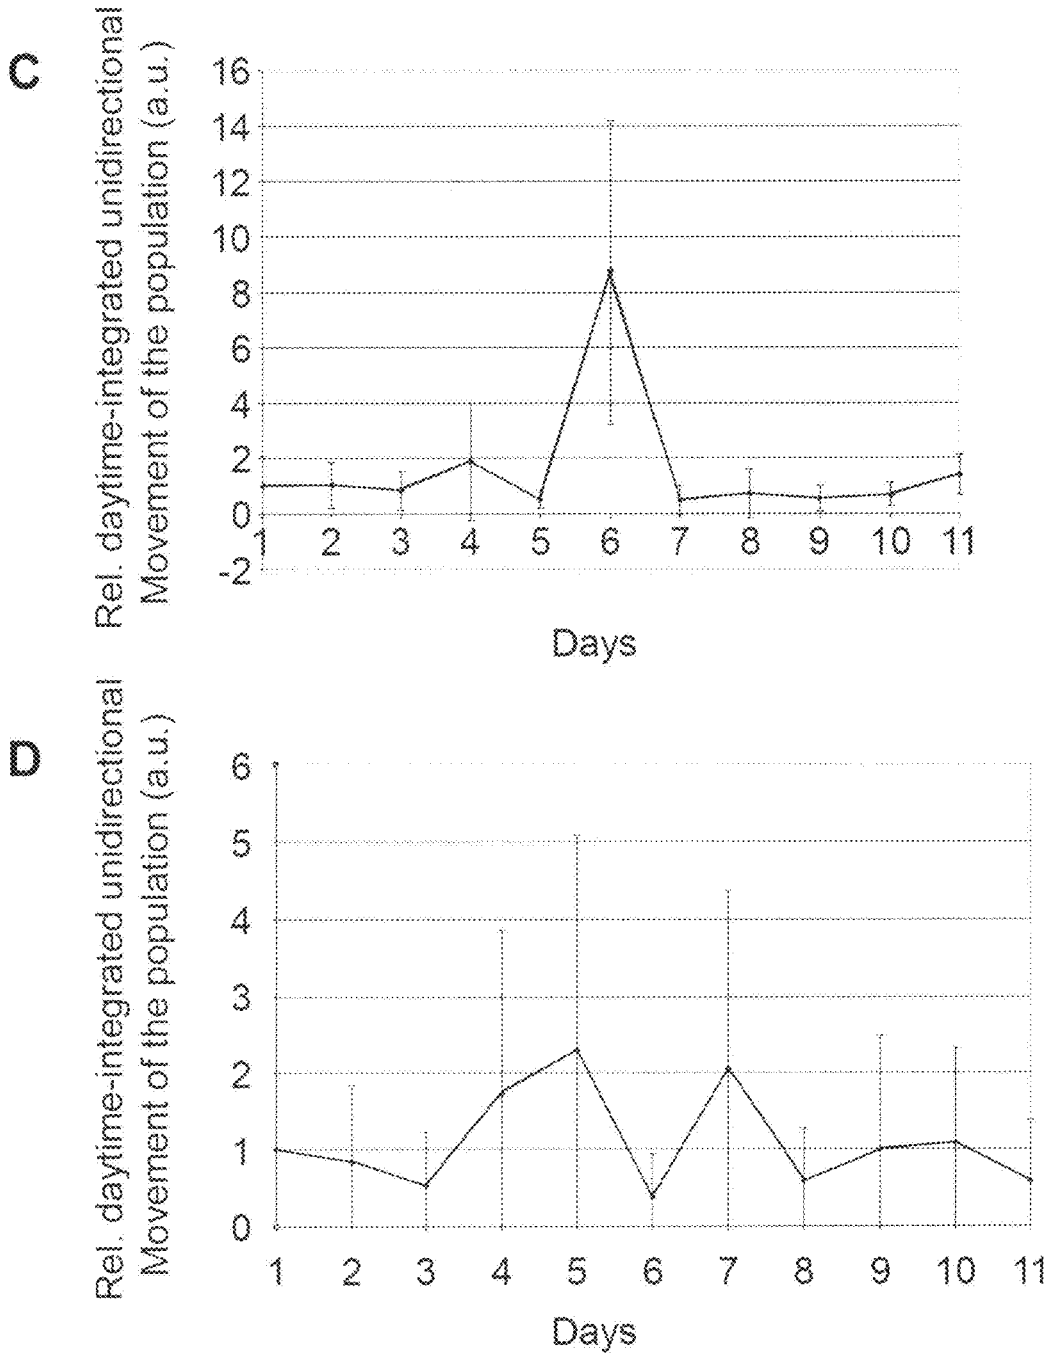 C
Rel. daytime-integrated unidirectional
Movement of the population (a.u.)
16
14
12
10
8
6
4
2
0
-2
1 2 3 4 5 6 7 8 9 10 11
Days
D
Rel. daytime-integrated unidirectional
Movement of the population (a.u.)
6
5
4
3
2
1
0
1 2 3 4 5 6 7 8 9 10 11
Days